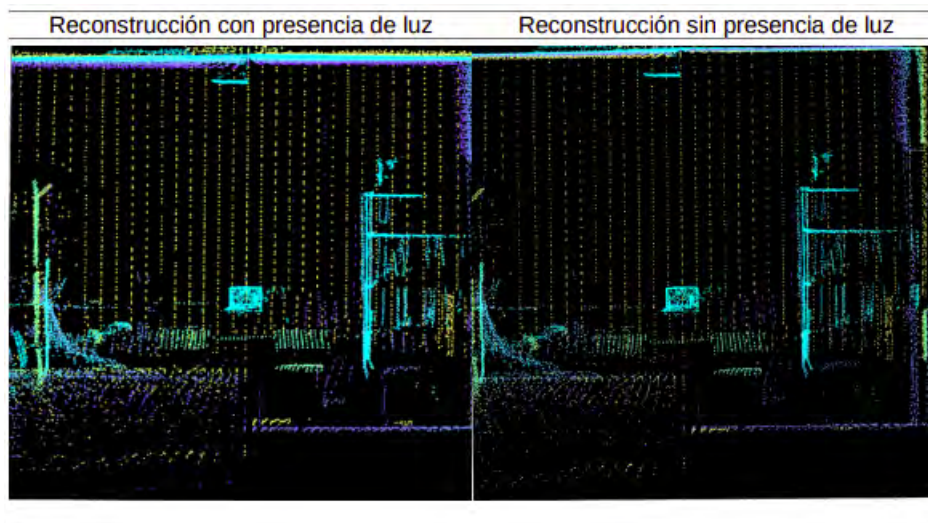 Reconstrucción con presencia de luz
Reconstrucción sin presencia de luz